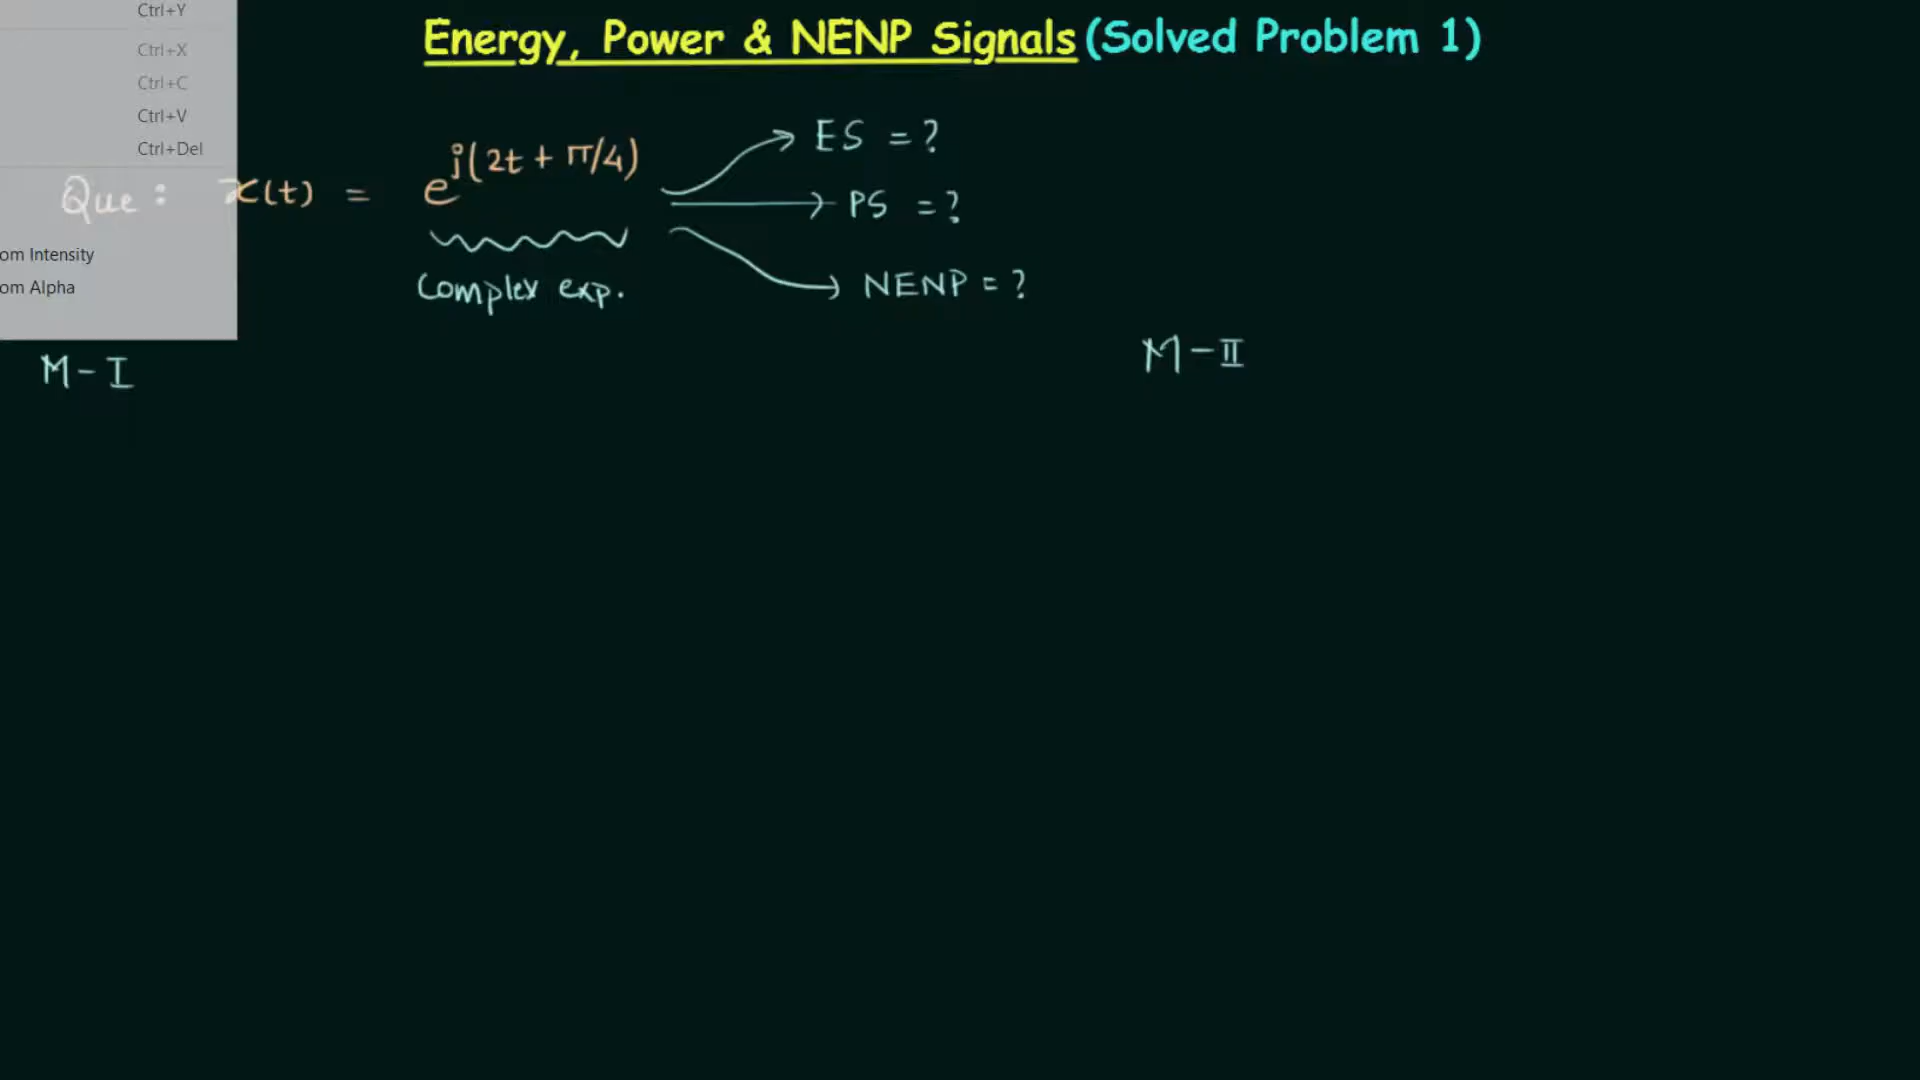 Ctrl+Y
Energy, Power & NENP Signals (Solved Problem 1)
Ctrl+X
Ctrl+C
Ctrl+V
Ctrl+Del
Que : x(t) = e^j(2t + π/4)
ES = ?
PS = ?
om Intensity
om Alpha
Complex exp.
NENP = ?
M - I
M - II